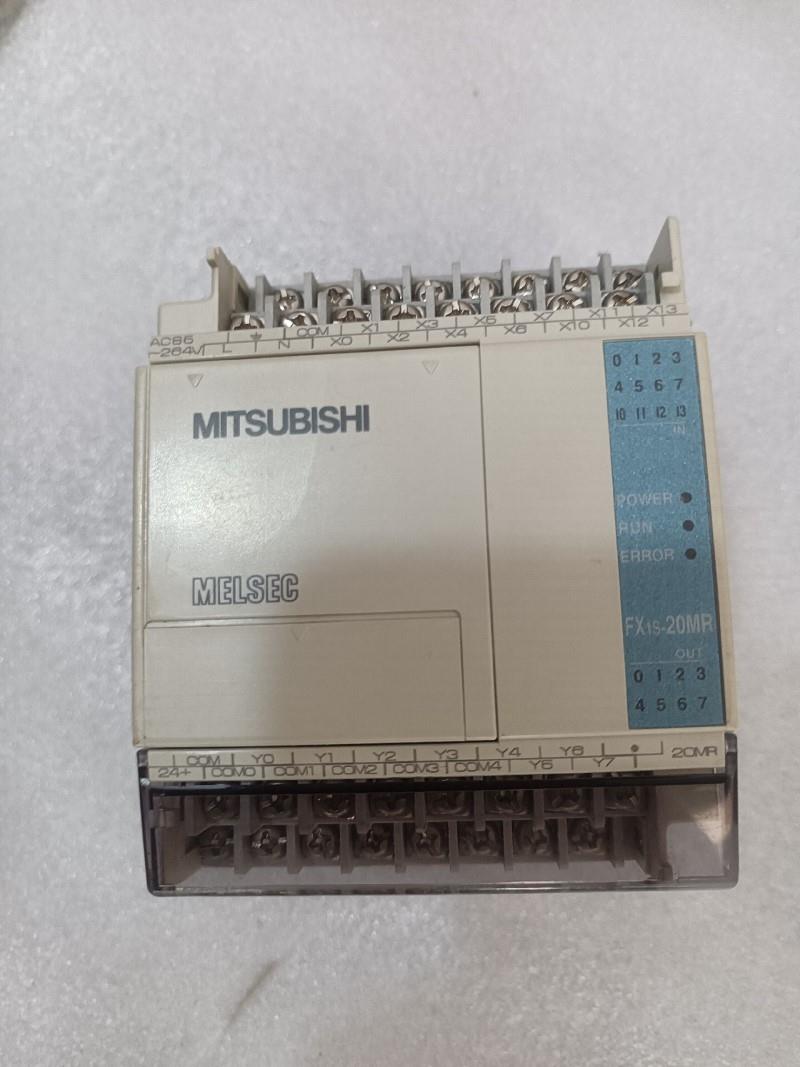 COM X1 X3 X5 X7 X11 X13
AC85
-264V L N X0 X2 X4 X6 X10 X12
0 1 2 3
4 5 6 7
10 11 12 13
IN
MITSUBISHI
POWER
RUN
ERROR
MELSEC
FX1S-20MR
OUT
0 1 2 3
4 5 6 7
COM Y0 Y1 Y2 Y3 Y4 Y6 20MR
24+ COM0 COM1 COM2 COM3 COM4 Y5 Y7